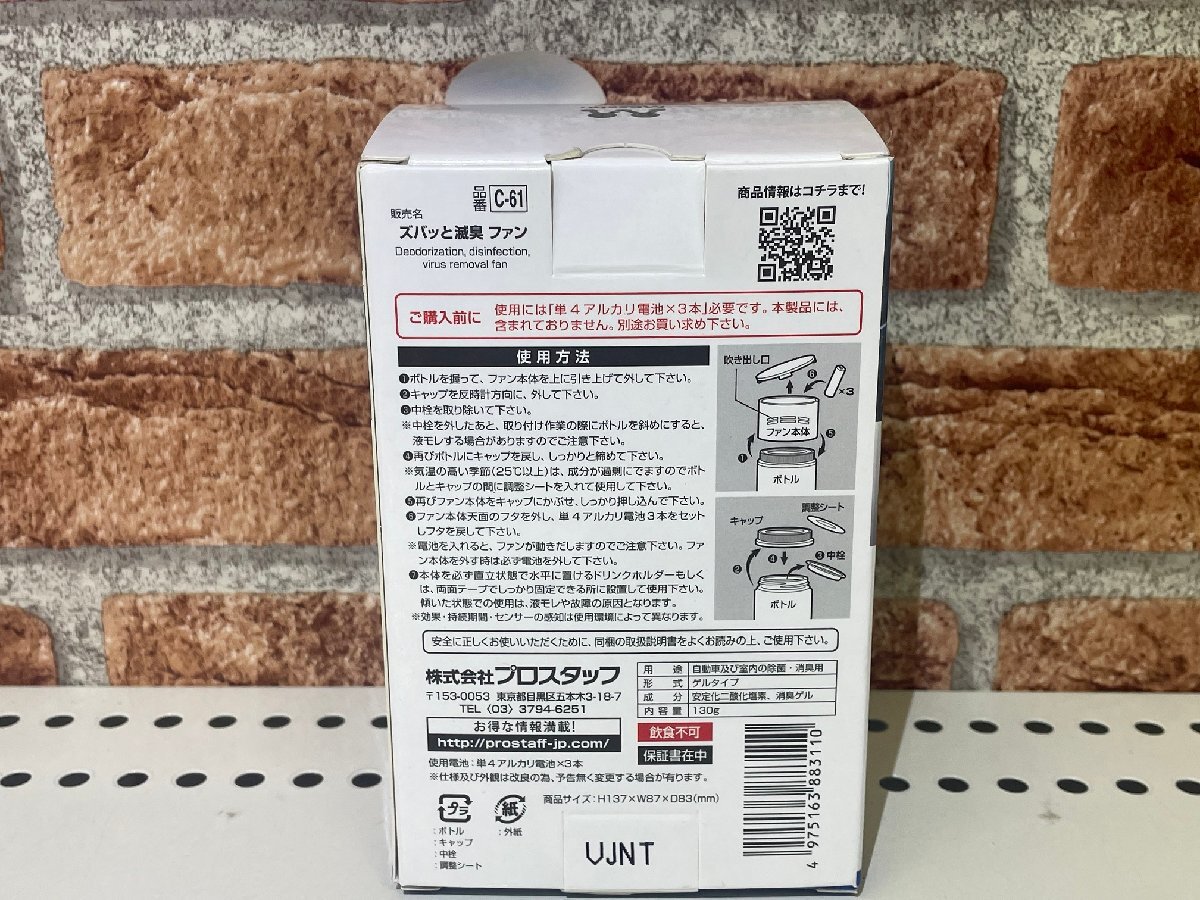 品番 C-61
販売名
ズバッと滅臭 ファン
Deodorization, disinfection,
virus removal fan
商品情報はコチラまで!
ご購入前に
使用には「単4アルカリ電池×3本」必要です。本製品には、
含まれておりません。別途お買い求め下さい。
使用方法
❶ボトルを握って、ファン本体を上に引き上げて外して下さい。
❷キャップを反時計方向に、外して下さい。
❸中栓を取り除いて下さい。
※中栓を外したあと、取り付け作業の際にボトルを斜めにすると、
液モレする場合がありますのでご注意下さい。
❹再びボトルにキャップを戻し、しっかりと締めて下さい。
※気温の高い季節(25℃以上)は、成分が過剰にでますのでボト
ルとキャップの間に調整シートを入れて使用して下さい。
❺再びファン本体をキャップにかぶせ、しっかり押し込んで下さい。
❻ファン本体天面のフタを外し、単4アルカリ電池3本をセット
しフタを戻して下さい。
※電池を入れると、ファンが動きだしますのでご注意下さい。ファ
ン本体を外す時は必ず電池を外して下さい。
❼本体を必ず直立状態で水平に置けるドリンクホルダーもしく
は、両面テープでしっかり固定できる所に設置して使用下さい。
傾いた状態での使用は、液モレや故障の原因となります。
※効果・持続期間・センサーの感知は使用環境によって異なります。
吹き出し口
❻
×3
ファン本体
❶
❺
ボトル
調整シート
キャップ
❹
❸中栓
❷
ボトル
安全に正しくお使いいただくために、同梱の取扱説明書をよくお読みの上、ご使用下さい。
株式会社プロスタッフ
〒153-0053 東京都目黒区五本木3-18-7
TEL (03) 3794-6251
お得な情報満載!
http://prostaff-jp.com/
用途 自動車及び室内の除菌・消臭用
形式 ゲルタイプ
成分 安定化二酸化塩素、消臭ゲル
内容量 130g
飲食不可
保証書在中
使用電池:単4アルカリ電池×3本
※仕様及び外観は改良の為、予告無く変更する場合が有ります。
商品サイズ:H137×W87×D83(mm)
プラ
:ボトル
:キャップ
:中栓
:調整シート
紙
:外紙
VJNT
4 975163 883110